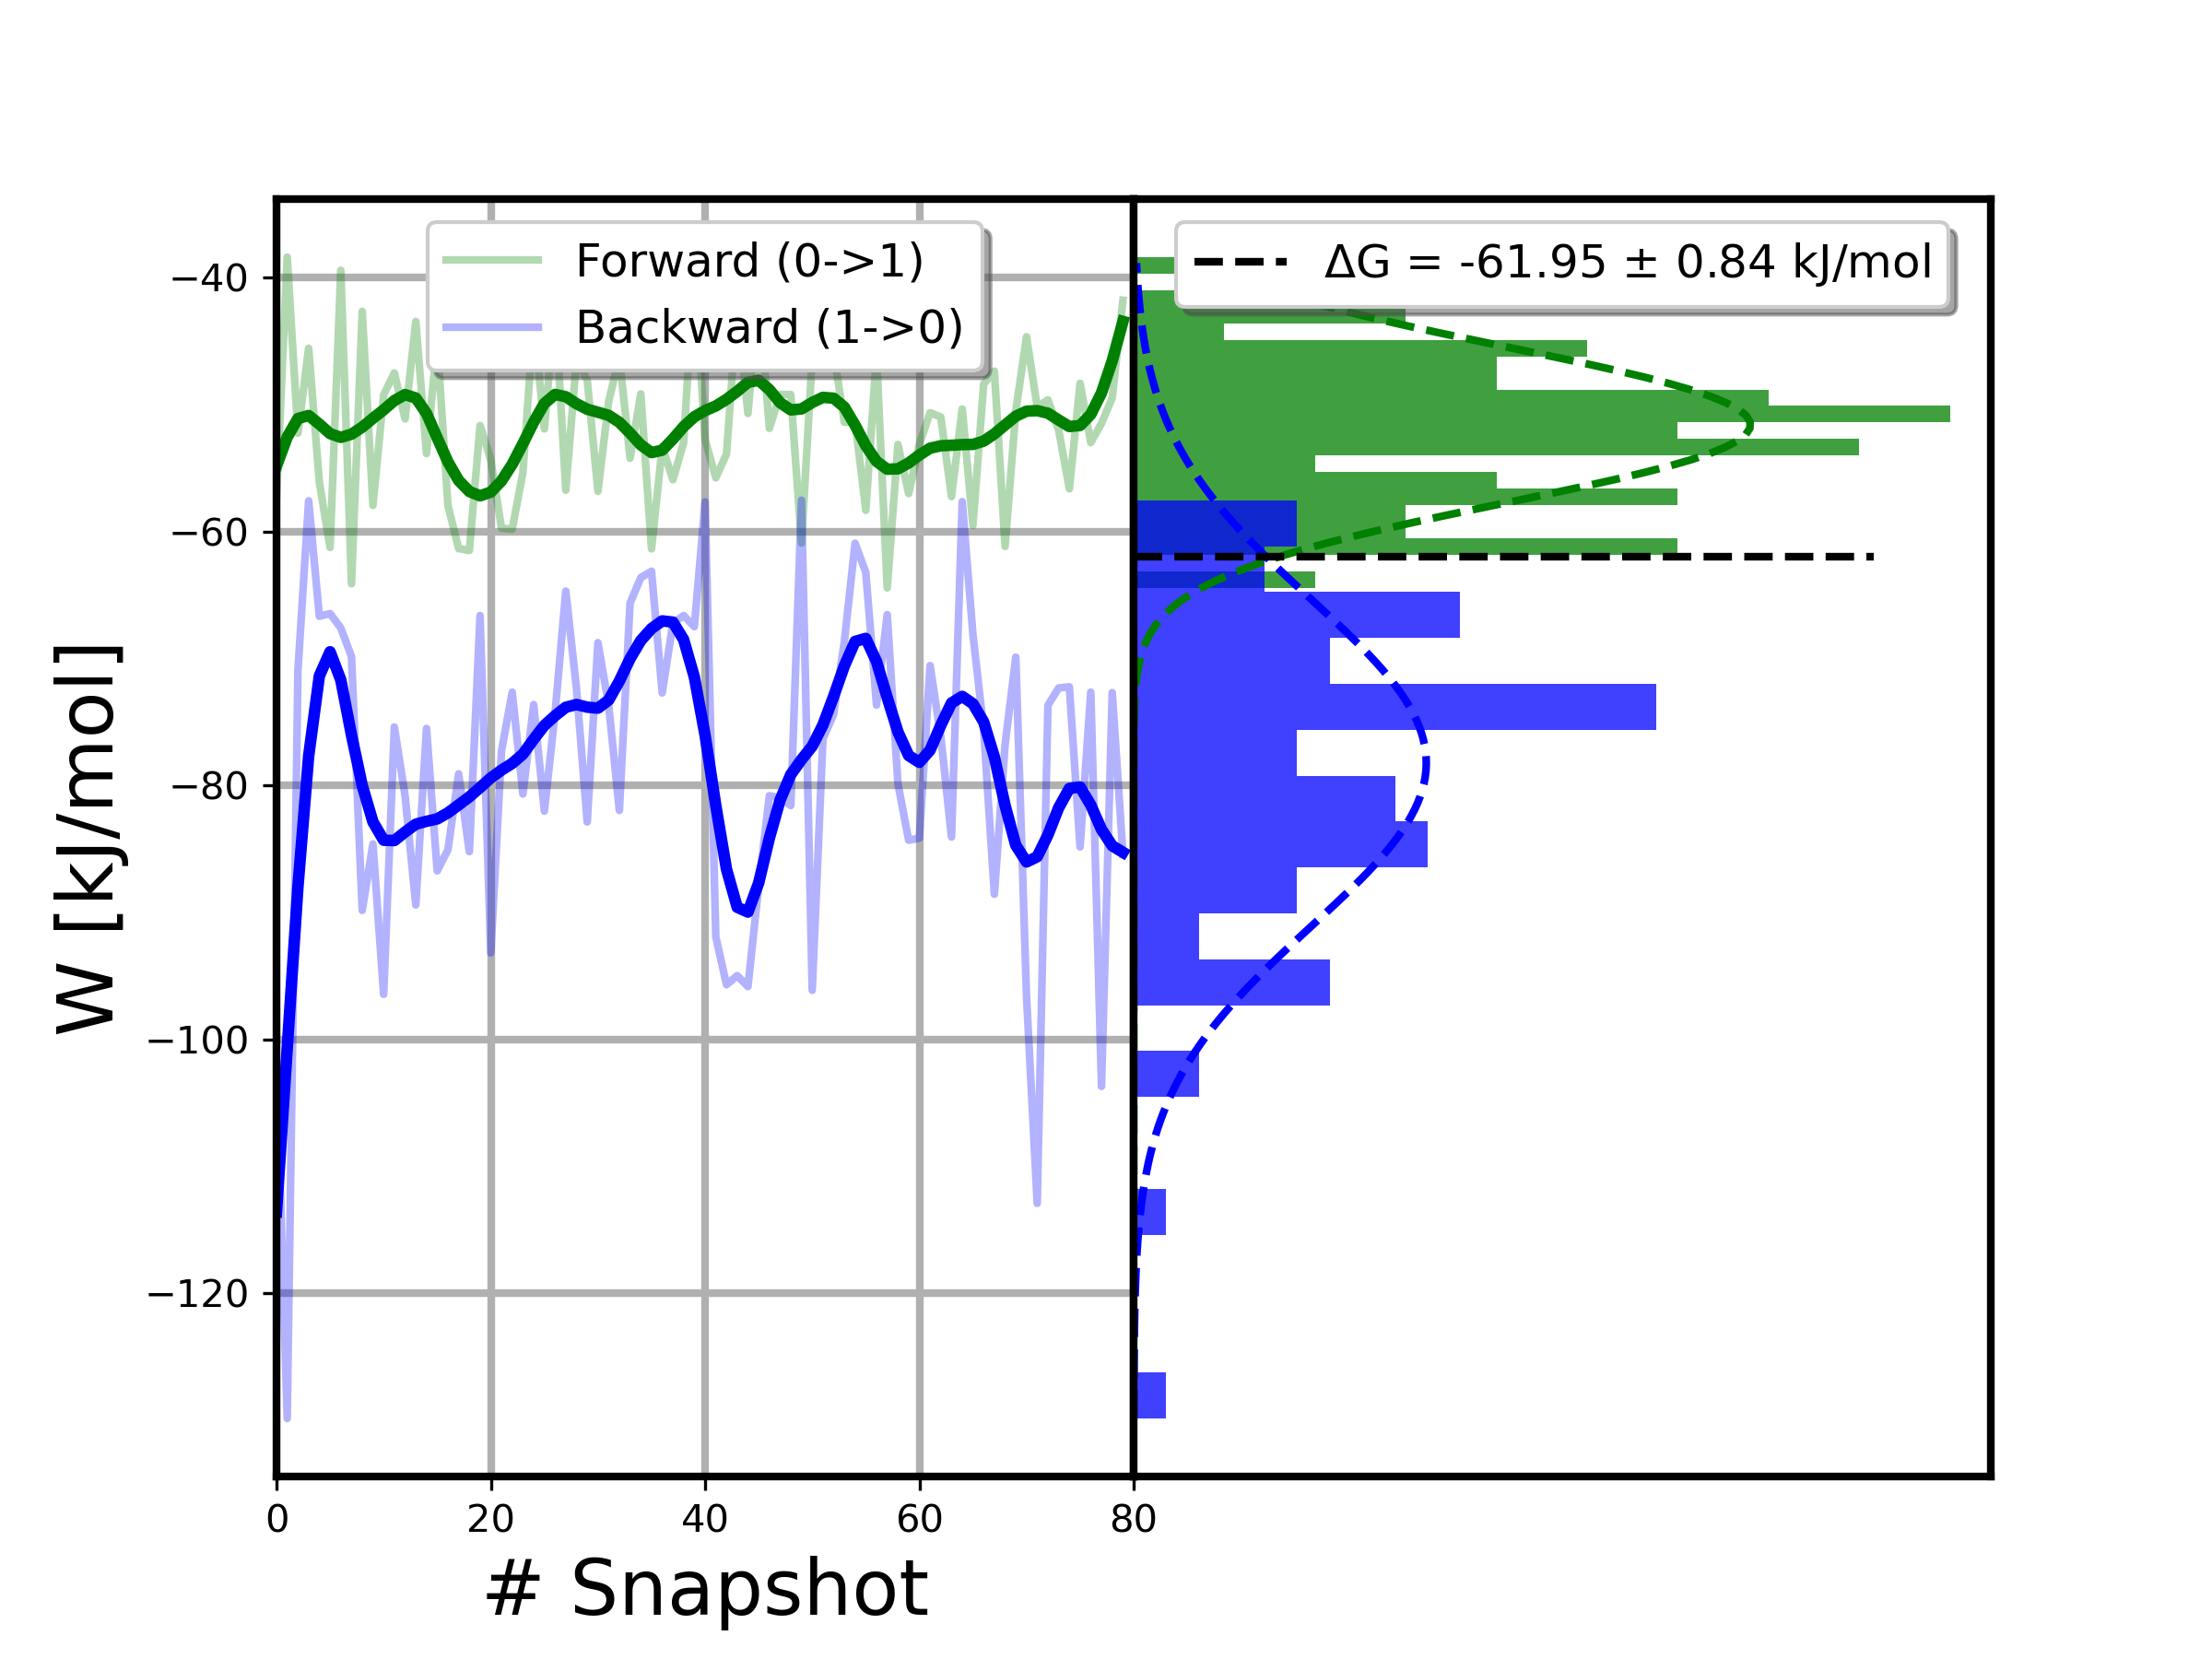 Forward (0->1)
Backward (1->0)
ΔG = -61.95 ± 0.84 kJ/mol
W [kJ/mol]
−40
−60
−80
−100
−120
0 20 40 60 80
# Snapshot